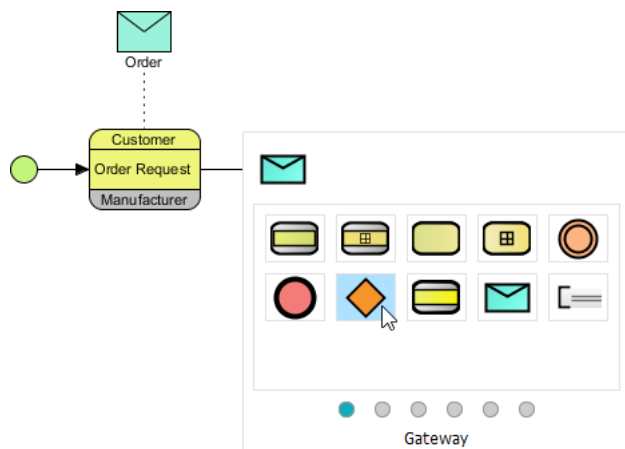 Order
Customer
Order Request
Manufacturer
Gateway